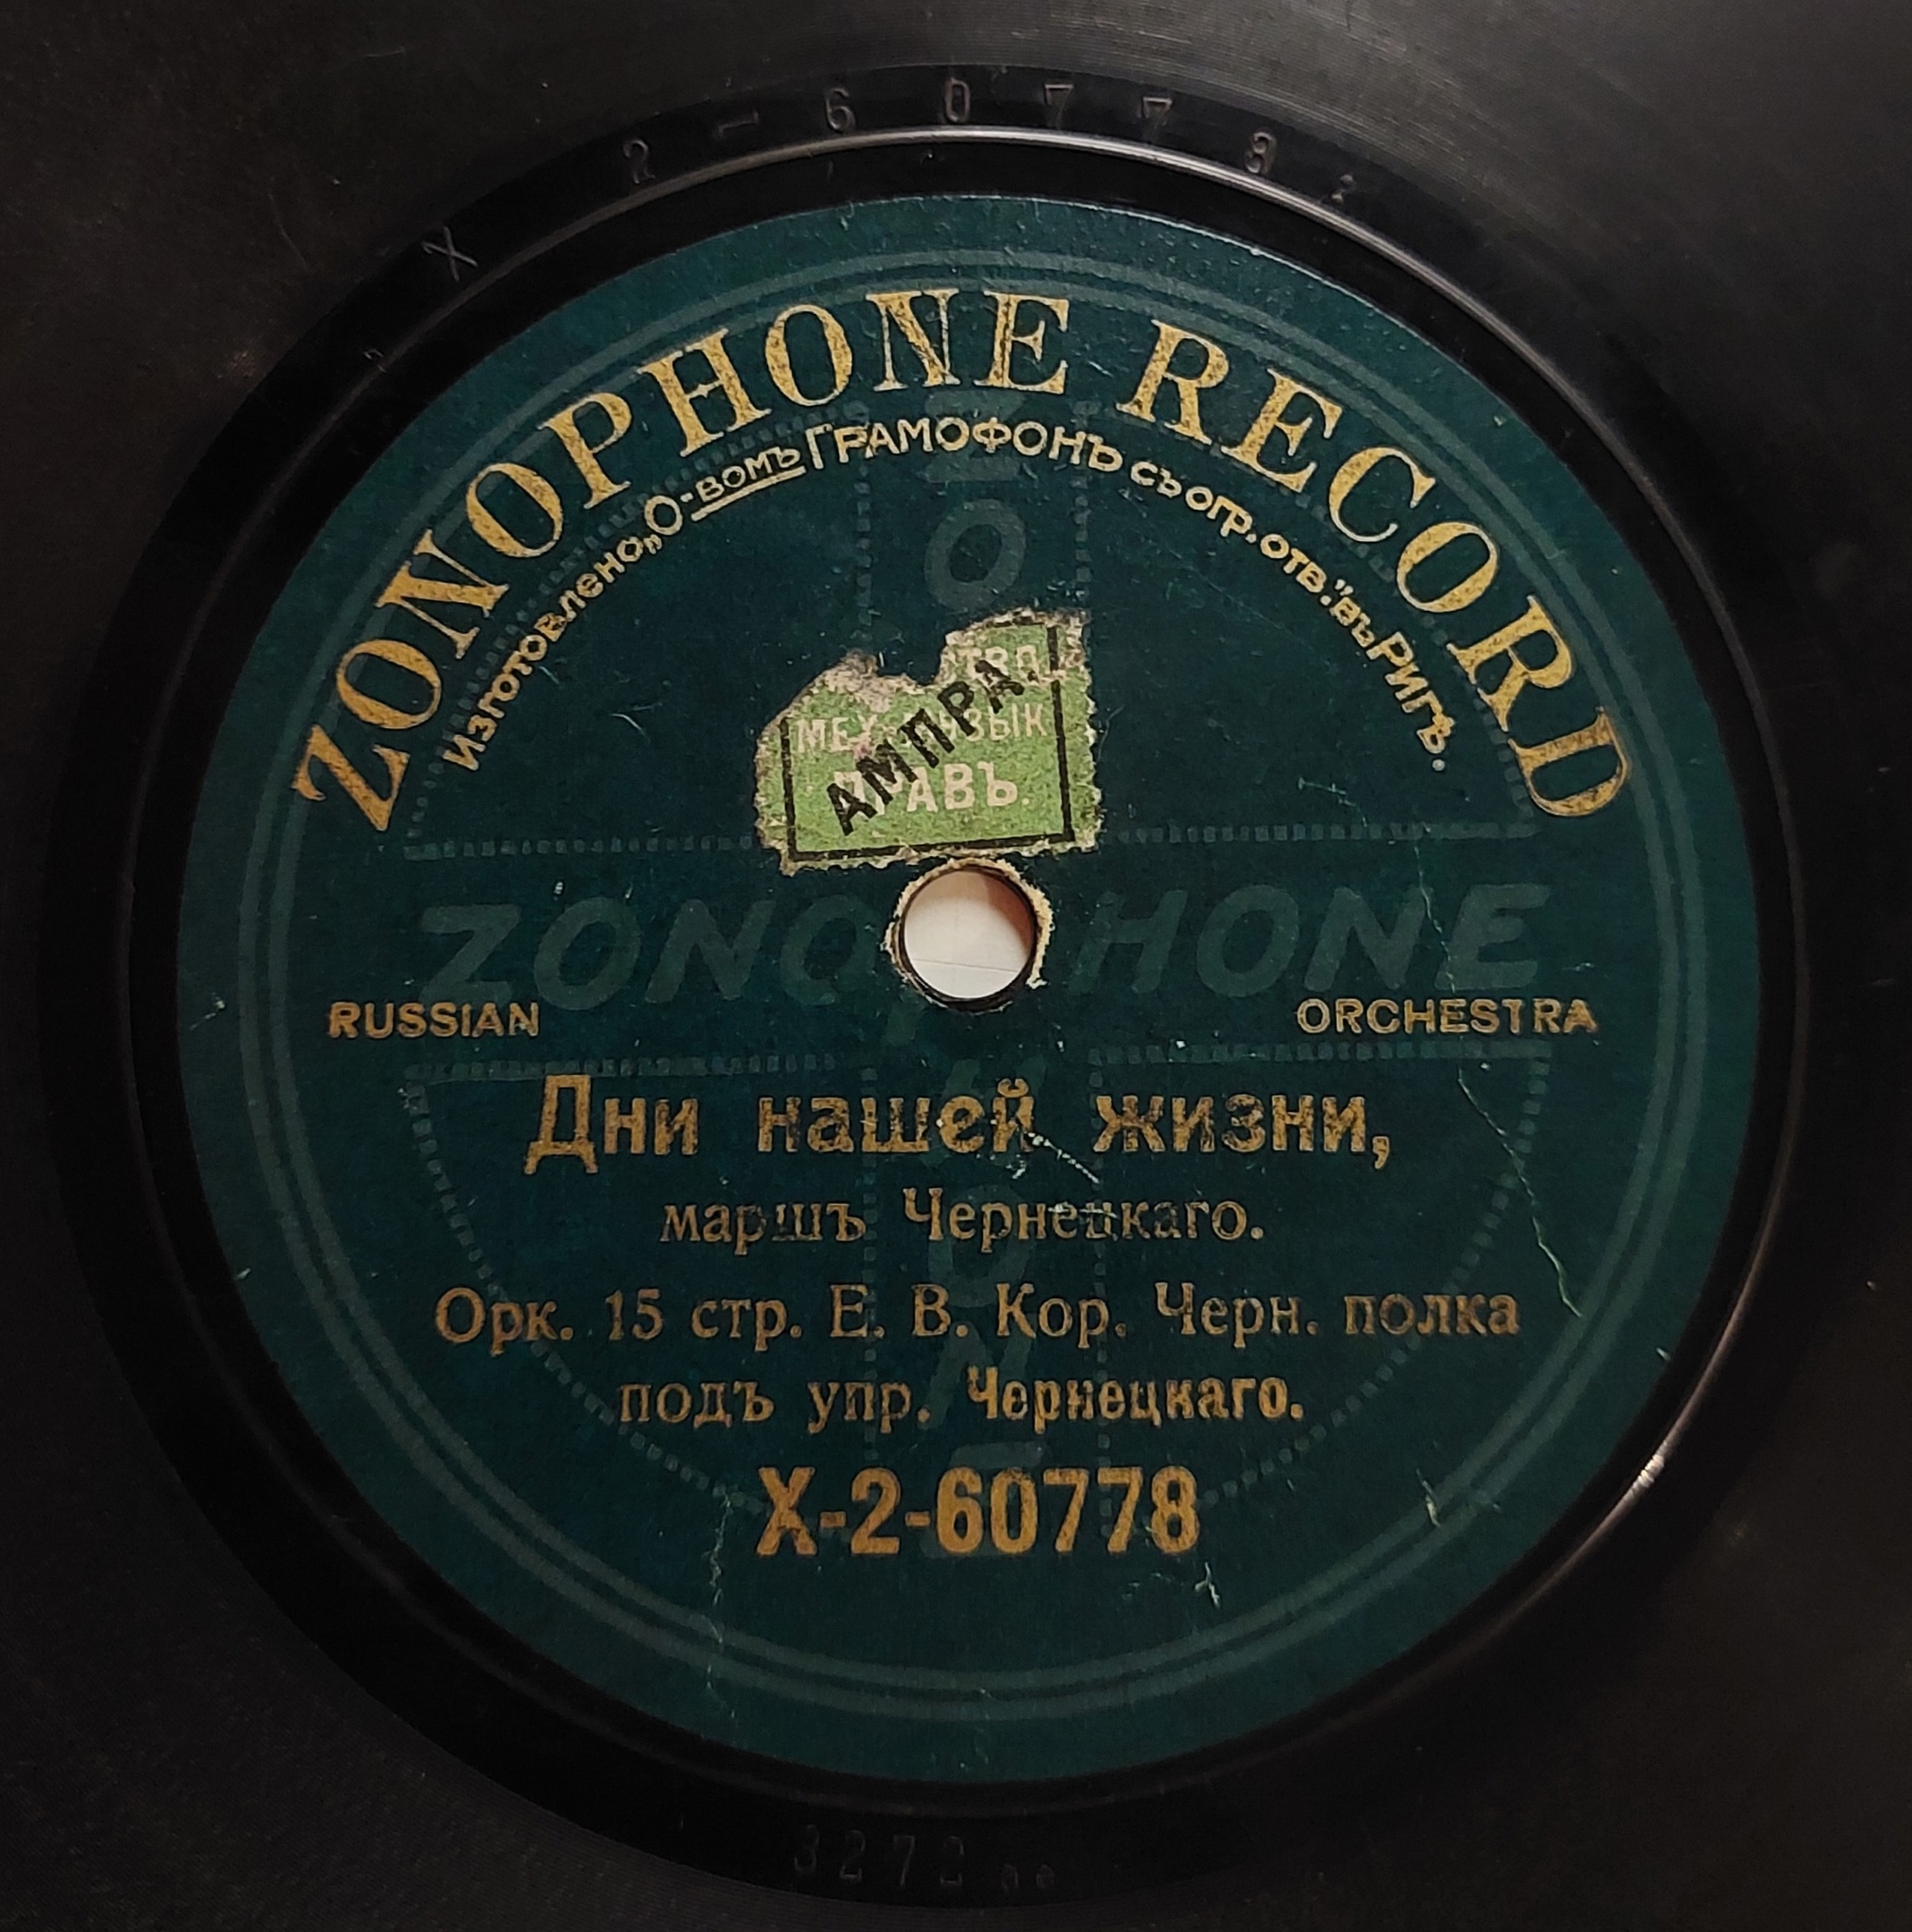 X 2-60778
ZONOPHONE RECORD
Изготовлено „О-вомъ ГРАМОФОНЪ съ огр. отв." въ Ригѣ.
АМПРА.
ПРАВЪ.
ZONOPHONE
ZONOPHONE
RUSSIAN ORCHESTRA
Дни нашей жизни,
маршъ Чернецкаго.
Орк. 15 стр. Е. В. Кор. Черн. полка
подъ упр. Чернецкаго.
X-2-60778